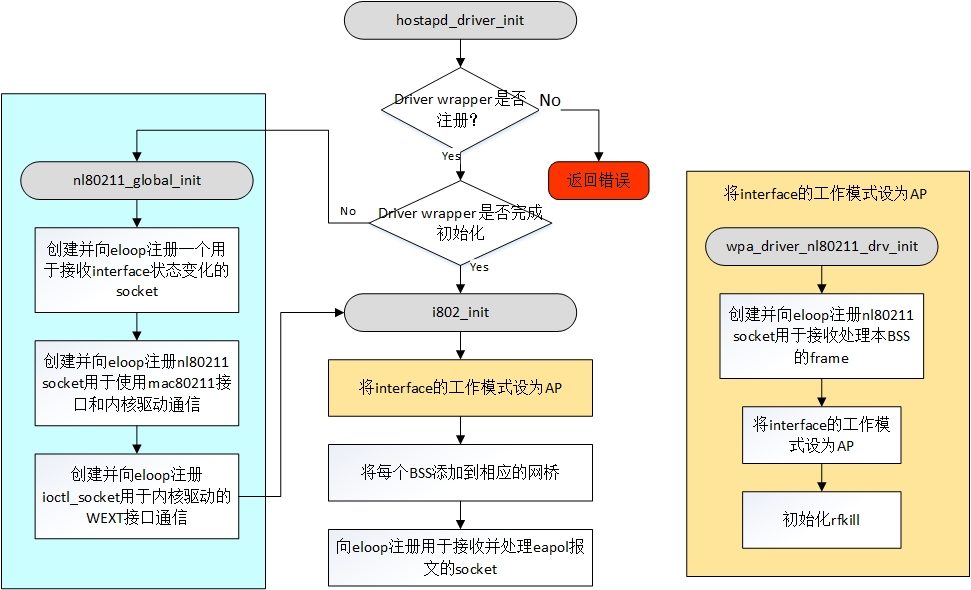 hostapd_driver_init
Driver wrapper是否
注册？
No
Yes
返回错误
Driver wrapper是否完成
初始化
No
Yes
nl80211_global_init
创建并向eloop注册一个用
于接收interface状态变化的
socket
创建并向eloop注册nl80211
socket用于使用mac80211接
口和内核驱动通信
创建并向eloop注册
ioctl_socket用于内核驱动的
WEXT接口通信
i802_init
将interface的工作模式设为AP
将每个BSS添加到相应的网桥
向eloop注册用于接收并处理eapol报
文的socket
将interface的工作模式设为AP
wpa_driver_nl80211_drv_init
创建并向eloop注册nl80211
socket用于接收处理本BSS
的frame
将interface的工作模
式设为AP
初始化rfkill